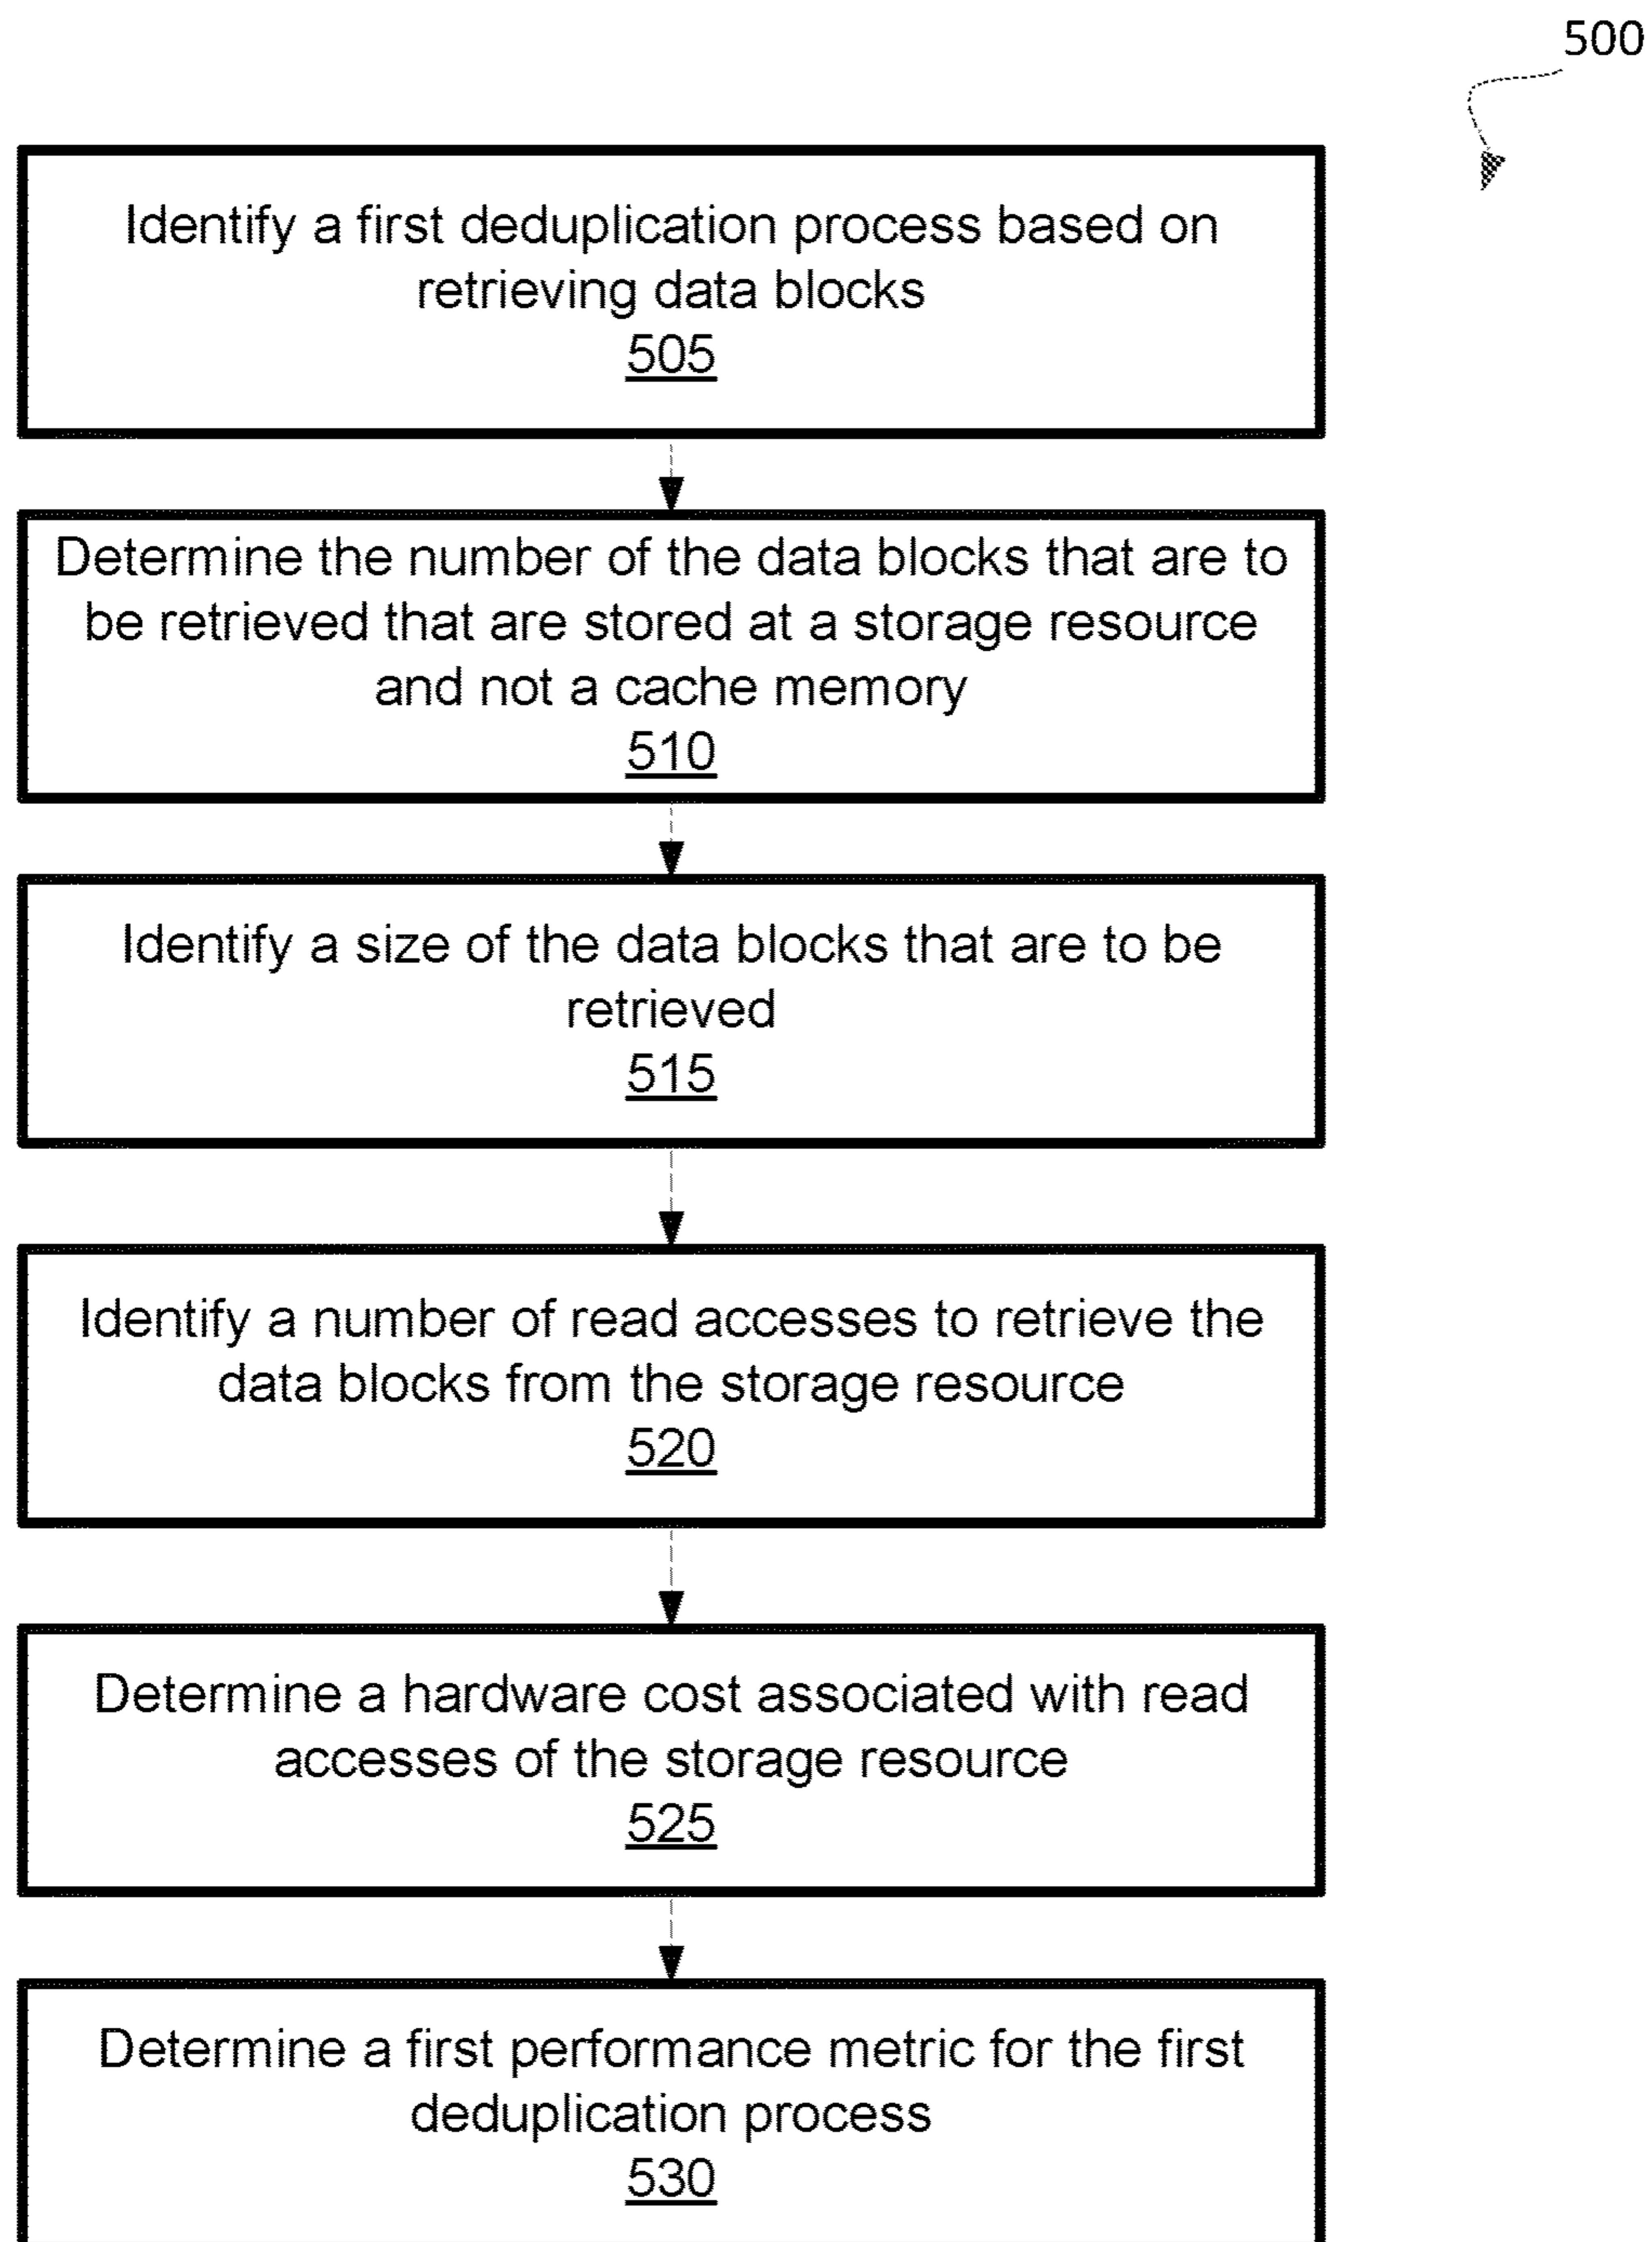 500
Identify a first deduplication process based on
retrieving data blocks
505
Determine the number of the data blocks that are to
be retrieved that are stored at a storage resource
and not a cache memory
510
Identify a size of the data blocks that are to be
retrieved
515
Identify a number of read accesses to retrieve the
data blocks from the storage resource
520
Determine a hardware cost associated with read
accesses of the storage resource
525
Determine a first performance metric for the first
deduplication process
530